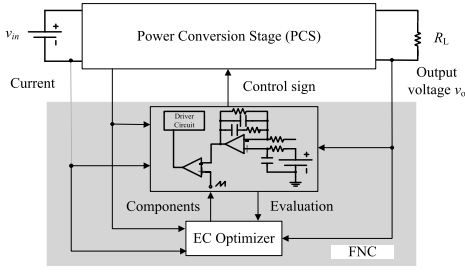 v_in
Power Conversion Stage (PCS)
R_L
Current
Control sign
Output
voltage v_o
Driver
Circuit
Components
Evaluation
EC Optimizer
FNC